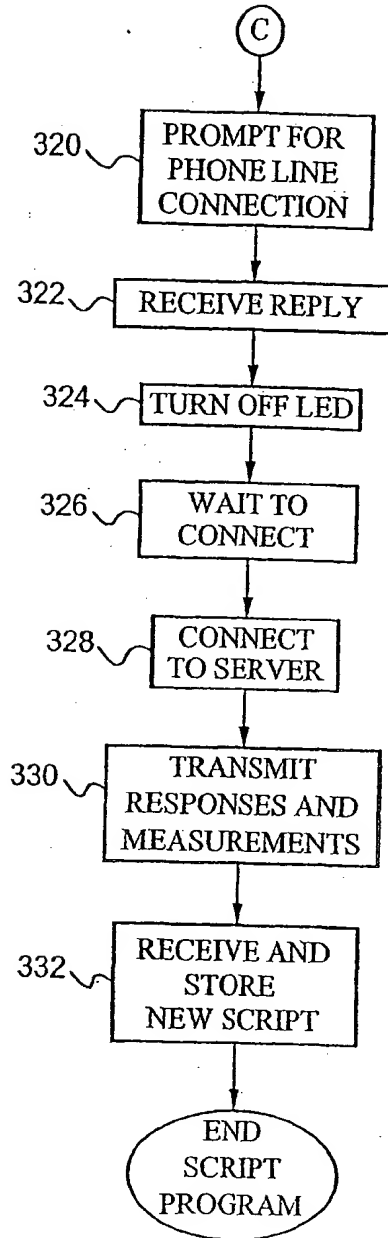 C
320
PROMPT FOR
PHONE LINE
CONNECTION
322
RECEIVE REPLY
324
TURN OFF LED
326
WAIT TO
CONNECT
328
CONNECT
TO SERVER
330
TRANSMIT
RESPONSES AND
MEASUREMENTS
332
RECEIVE AND
STORE
NEW SCRIPT
END
SCRIPT
PROGRAM